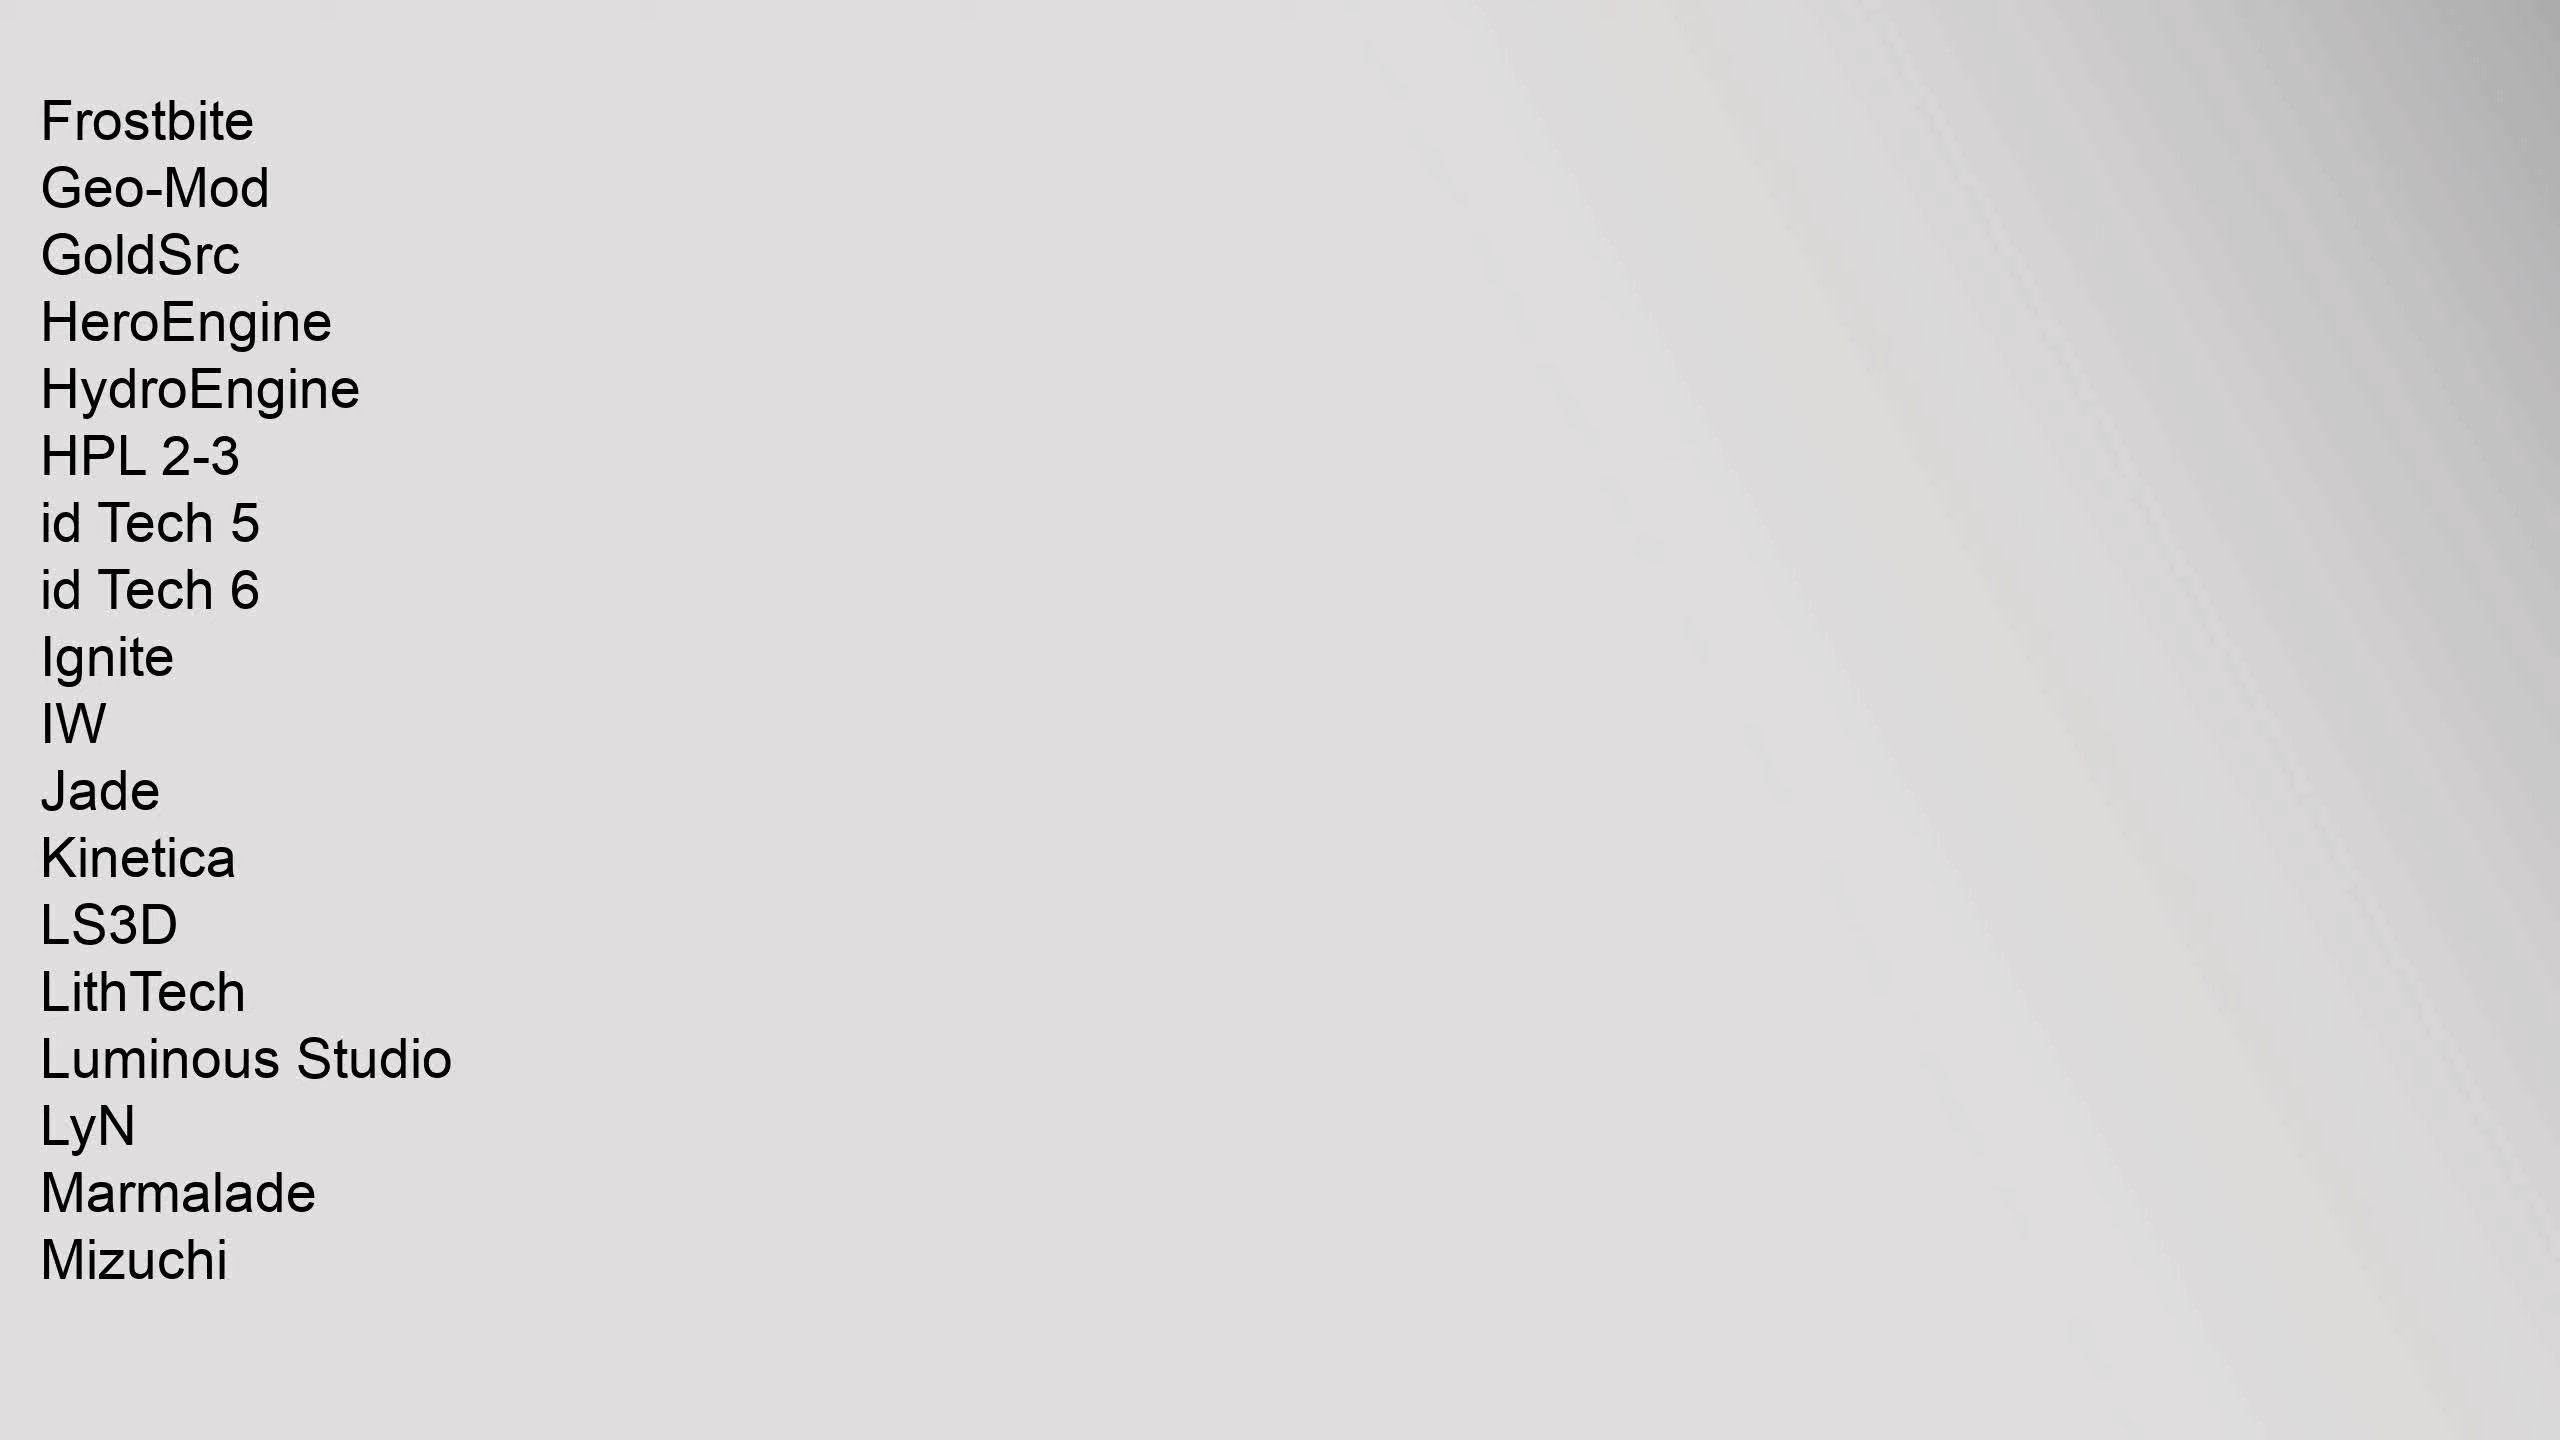 Frostbite
Geo-Mod
GoldSrc
HeroEngine
HydroEngine
HPL 2-3
id Tech 5
id Tech 6
Ignite
IW
Jade
Kinetica
LS3D
LithTech
Luminous Studio
LyN
Marmalade
Mizuchi